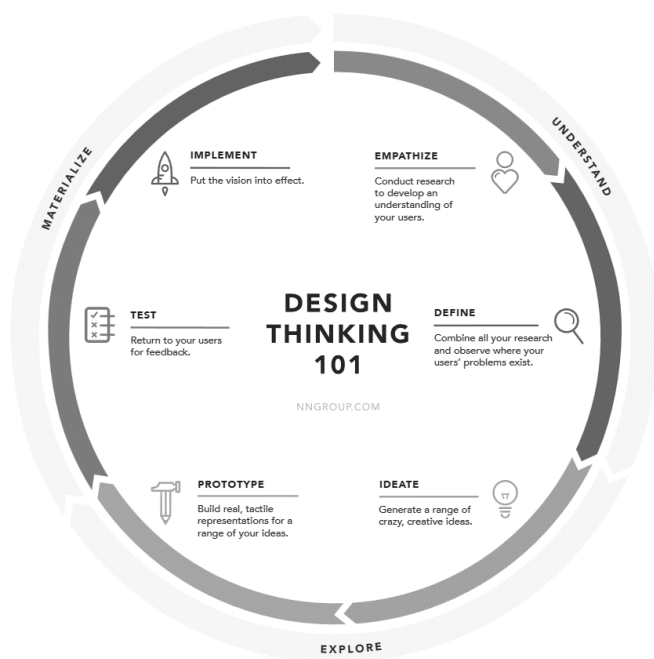 DESIGN
THINKING
101
NNGROUP.COM
UNDERSTAND
EMPATHIZE
Conduct research
to develop an
understanding of
your users.
DEFINE
Combine all your research
and observe where your
users' problems exist.
EXPLORE
IDEATE
Generate a range of
crazy, creative ideas.
PROTOTYPE
Build real, tactile
representations for a
range of your ideas.
MATERIALIZE
TEST
Return to your users
for feedback.
IMPLEMENT
Put the vision into effect.